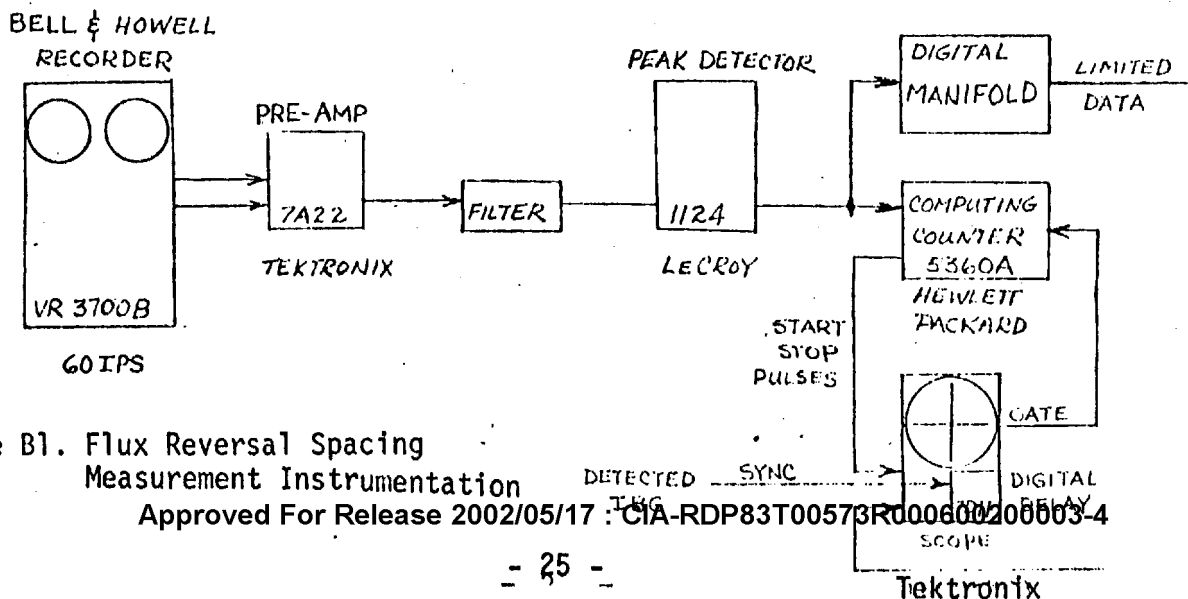 BELL & HOWELL
RECORDER
VR 3700B
60 IPS
PRE-AMP
7A22
TEKTRONIX
FILTER
PEAK DETECTOR
1124
LECROY
DIGITAL
MANIFOLD
LIMITED
DATA
COMPUTING
COUNTER
5360A
HEWLETT
PACKARD
START
STOP
PULSES
GATE
DETECTED
SYNC
DIGITAL
DELAY
SCOPE
Tektronix
B1. Flux Reversal Spacing
Measurement Instrumentation
Approved For Release 2002/05/17 : CIA-RDP83T00573R000600200003-4
- 25 -